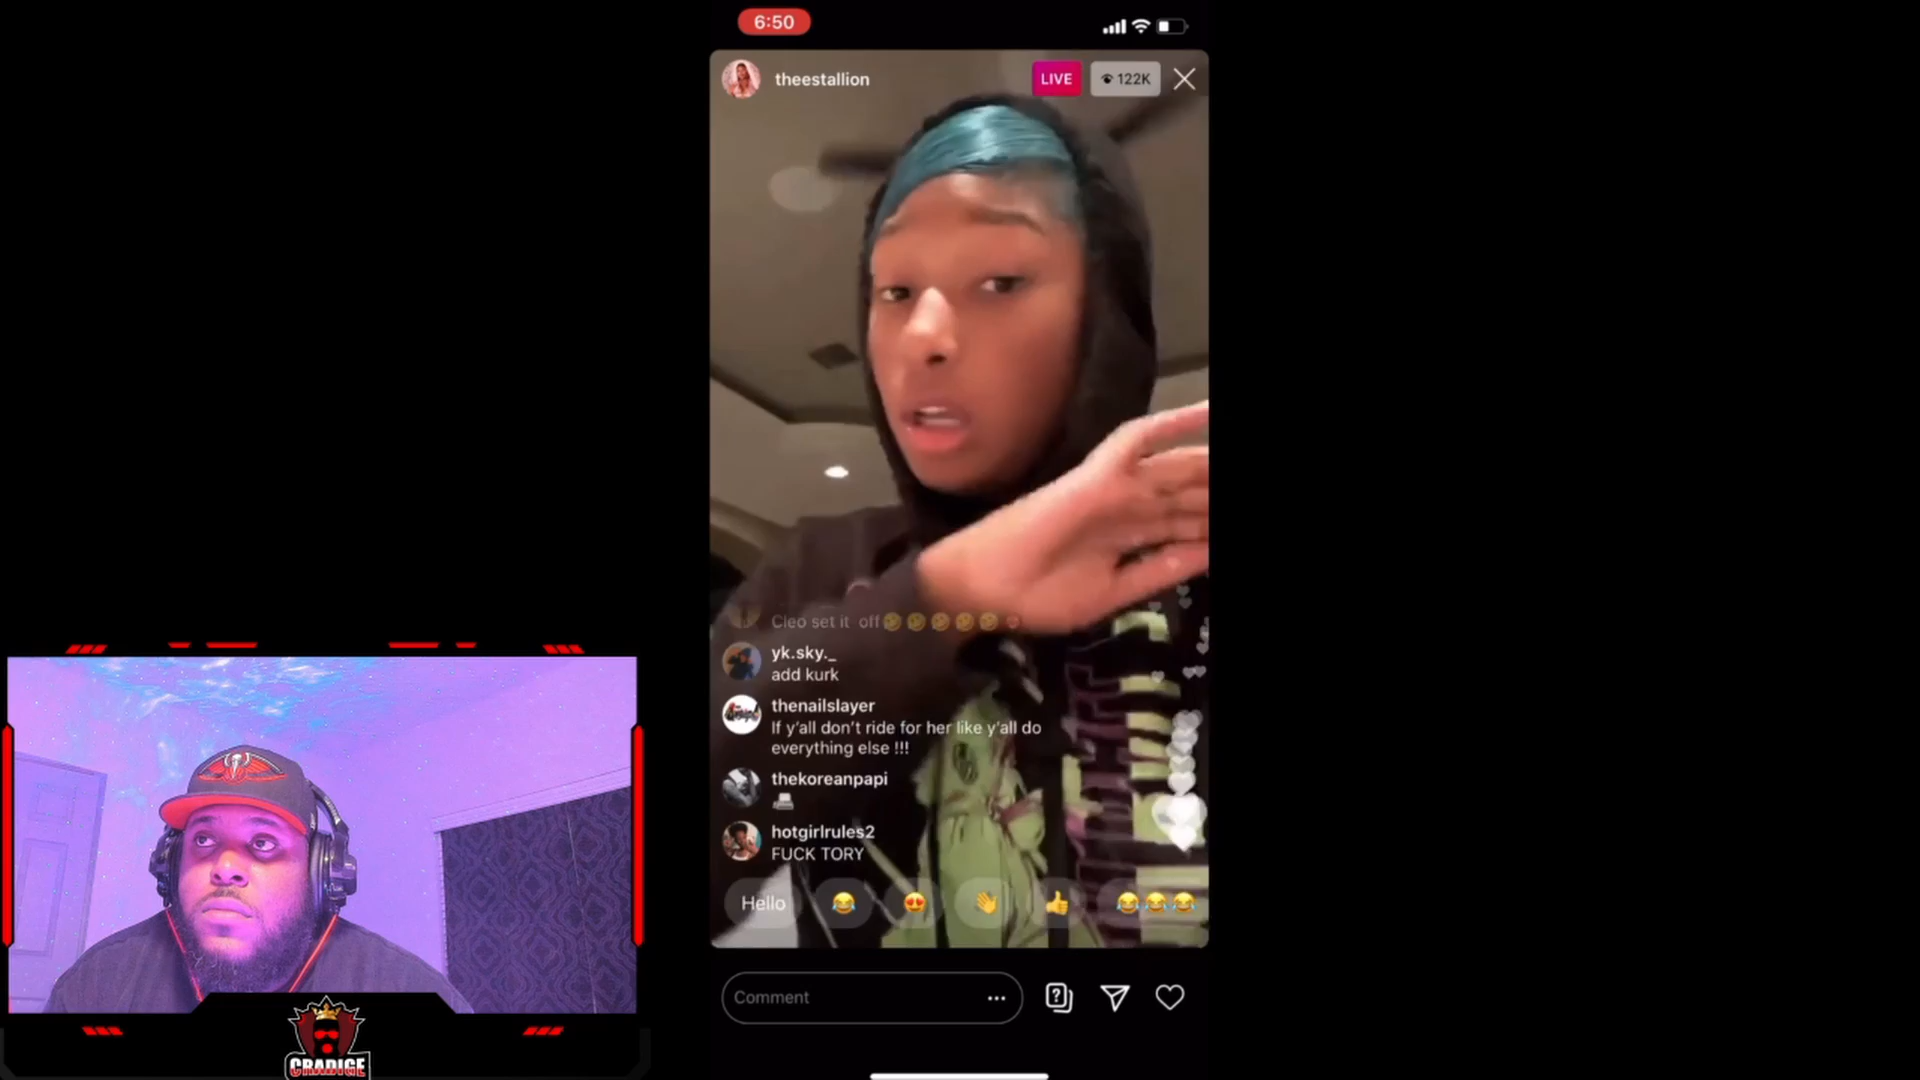 6:50
theestallion
LIVE
122K
Cleo set it off🤣🤣🤣🤣🤣
yk.sky._
add kurk
thenailslayer
If y'all don't ride for her like y'all do
everything else !!!
thekoreanpapi
hotgirlrules2
FUCK TORY
Hello
Comment
CRADIGE